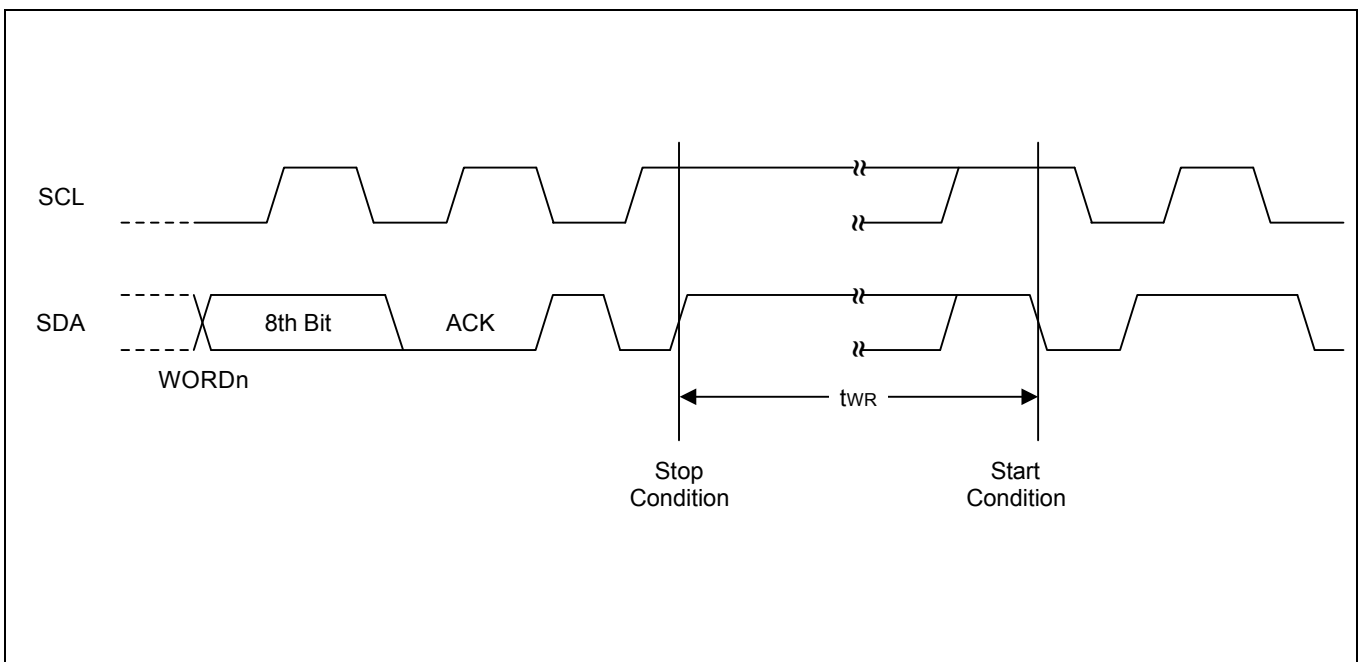 SCL
SDA
8th Bit
ACK
WORDn
tWR
Stop
Condition
Start
Condition